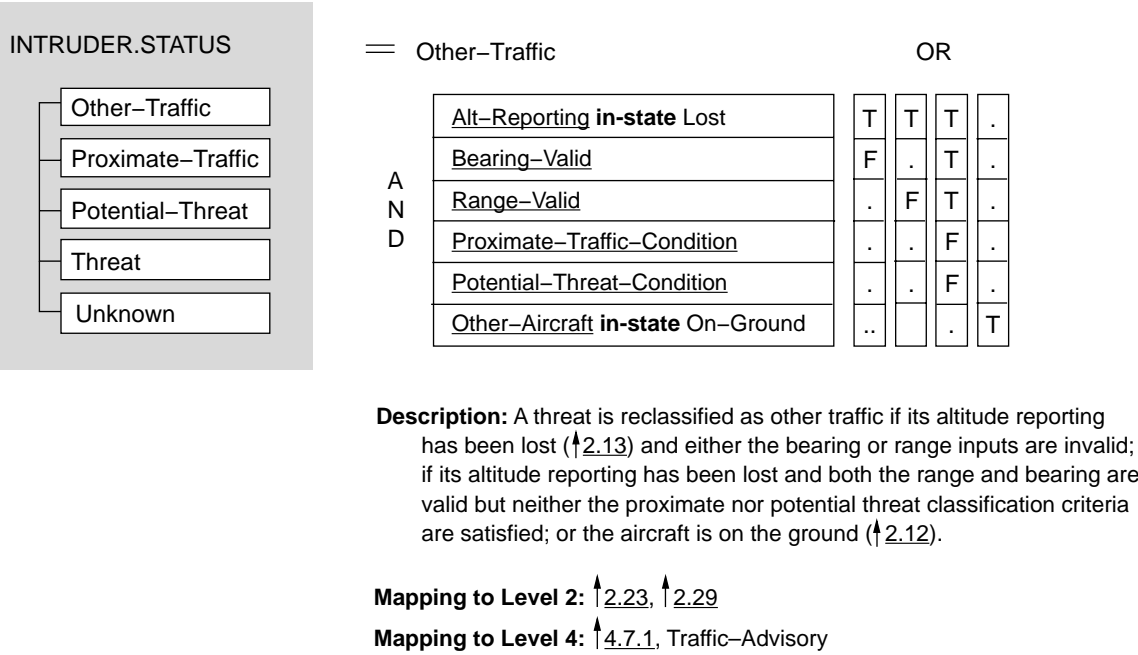 INTRUDER.STATUS
Other−Traffic
Proximate−Traffic
Potential−Threat
Threat
Unknown
Other−Traffic OR
A
N
D
Alt−Reporting in-state Lost T T T .
Bearing−Valid F . T .
Range−Valid . F T .
Proximate−Traffic−Condition . . F .
Potential−Threat−Condition . . F .
Other−Aircraft in-state On−Ground .. . T
Description: A threat is reclassified as other traffic if its altitude reporting
has been lost (↑2.13) and either the bearing or range inputs are invalid;
if its altitude reporting has been lost and both the range and bearing are
valid but neither the proximate nor potential threat classification criteria
are satisfied; or the aircraft is on the ground (↑2.12).
Mapping to Level 2: ↑2.23, ↑2.29
Mapping to Level 4: ↑4.7.1, Traffic–Advisory